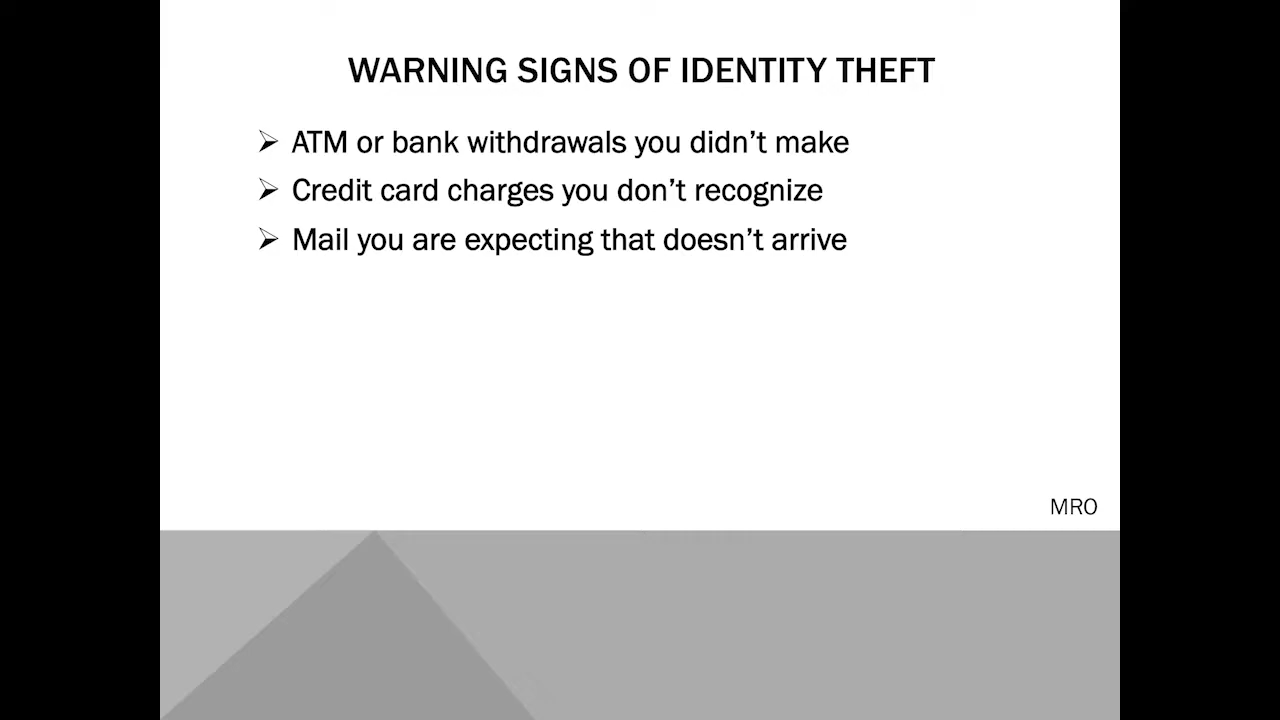 WARNING SIGNS OF IDENTITY THEFT
➢ ATM or bank withdrawals you didn’t make
➢ Credit card charges you don’t recognize
➢ Mail you are expecting that doesn’t arrive
MRO